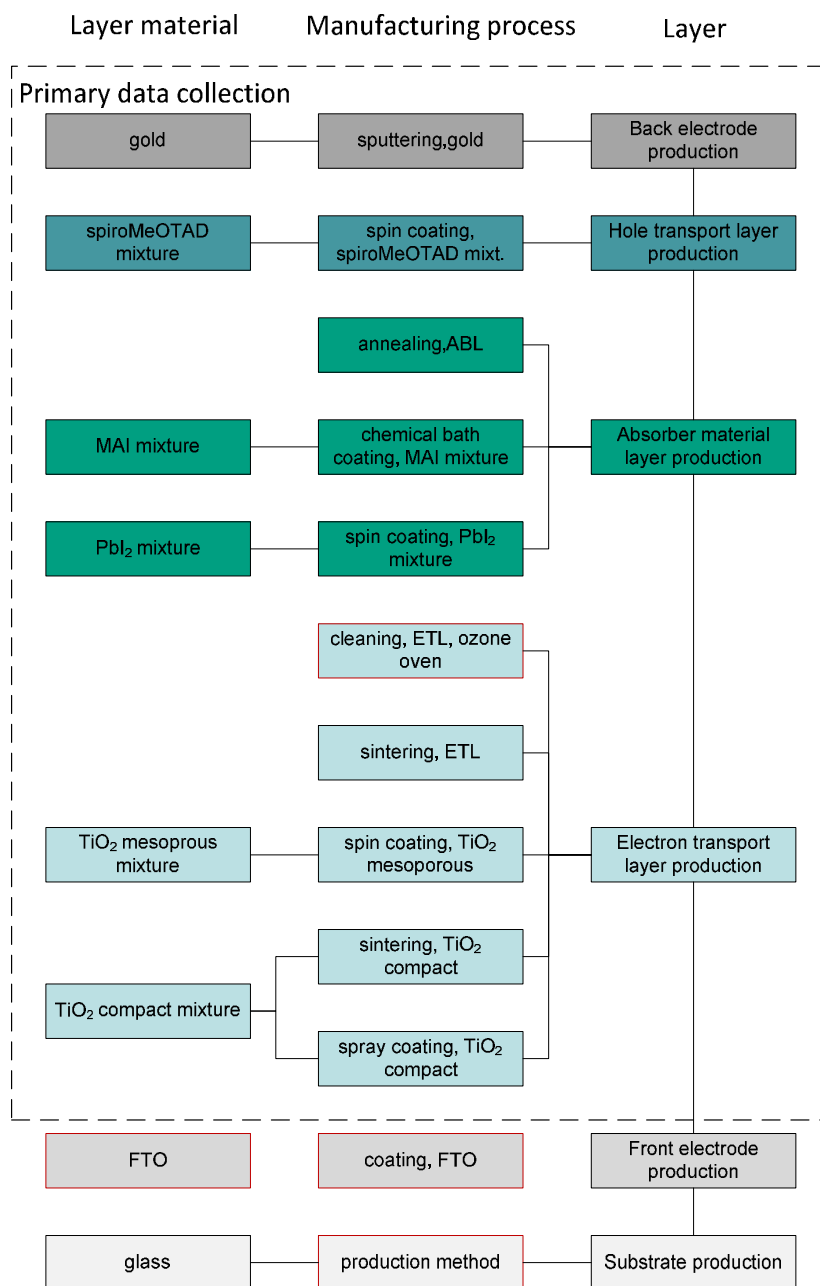 Layer material Manufacturing process Layer
Primary data collection
gold
sputtering,gold
Back electrode
production
spiroMeOTAD
mixture
spin coating,
spiroMeOTAD mixt.
Hole transport layer
production
annealing,ABL
MAI mixture
chemical bath
coating, MAI mixture
Absorber material
layer production
PbI₂ mixture
spin coating, PbI₂
mixture
cleaning, ETL, ozone
oven
sintering, ETL
TiO₂ mesoprous
mixture
spin coating, TiO₂
mesoporous
Electron transport
layer production
sintering, TiO₂
compact
TiO₂ compact mixture
spray coating, TiO₂
compact
FTO
coating, FTO
Front electrode
production
glass
production method
Substrate production